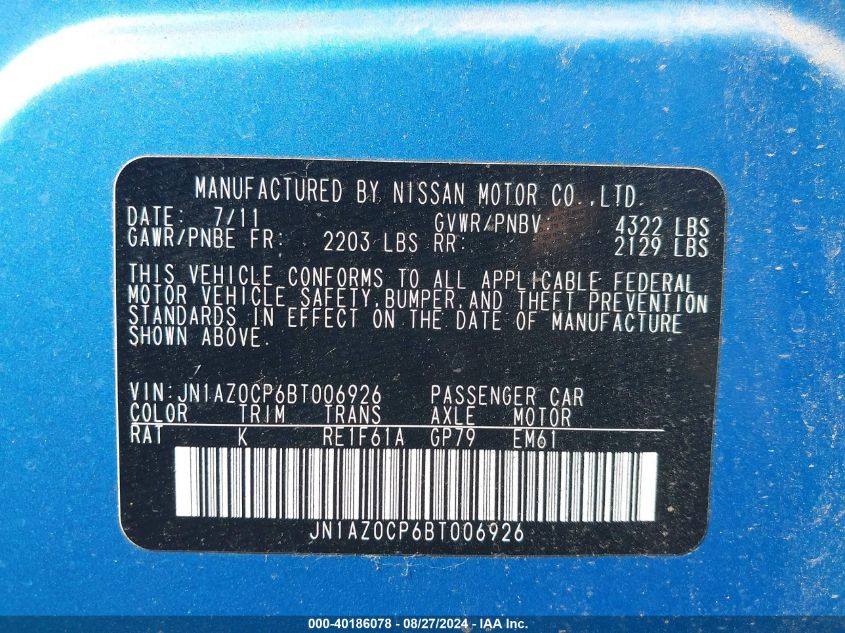 MANUFACTURED BY NISSAN MOTOR CO.,LTD.
DATE: 7/11 GVWR/PNBV: 4322 LBS
GAWR/PNBE FR: 2203 LBS RR: 2129 LBS
THIS VEHICLE CONFORMS TO ALL APPLICABLE FEDERAL
MOTOR VEHICLE SAFETY,BUMPER,AND THEFT PREVENTION
STANDARDS IN EFFECT ON THE DATE OF MANUFACTURE
SHOWN ABOVE.
VIN:JN1AZ0CP6BT006926 PASSENGER CAR
COLOR TRIM TRANS AXLE MOTOR
RAT K RE1F61A GP79 EM61
JN1AZ0CP6BT006926
000-40186078 - 08/27/2024 - IAA Inc.